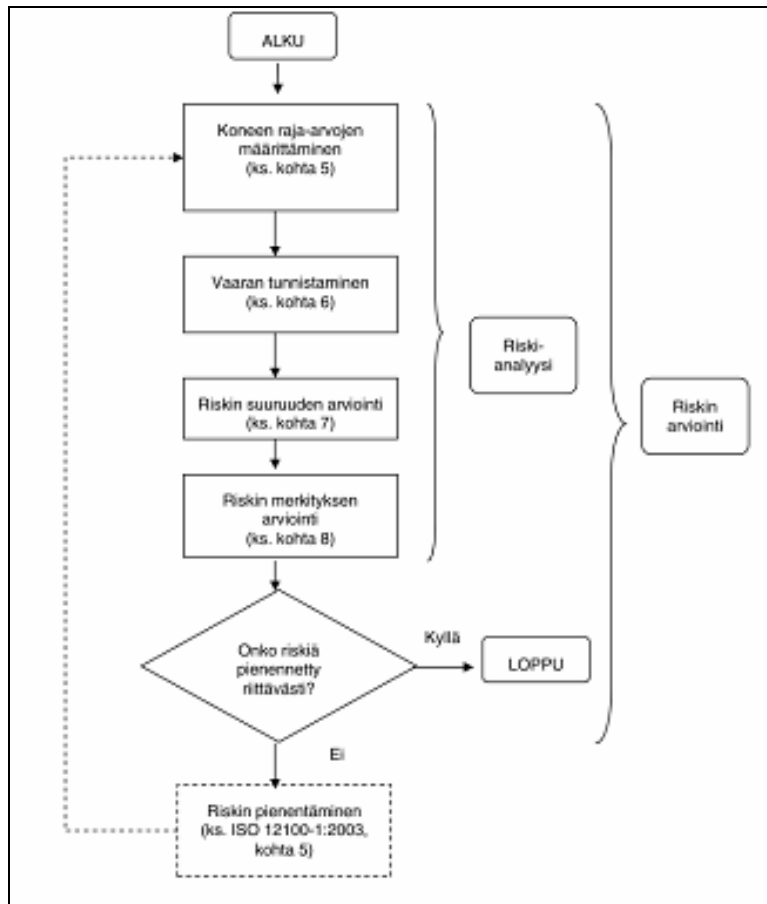 ALKU
Koneen raja-arvojen
määrittäminen
(ks. kohta 5)
Vaaran tunnistaminen
(ks. kohta 6)
Riski-
analyysi
Riskin suuruuden arviointi
(ks. kohta 7)
Riskin
arviointi
Riskin merkityksen
arviointi
(ks. kohta 8)
Onko riskiä
pienennetty
riittävästi?
Kyllä
LOPPU
Ei
Riskin pienentäminen
(ks. ISO 12100-1:2003,
kohta 5)